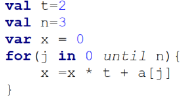 val t=2
val n=3
var x = 0
for(j in 0 until n){
x =x * t + a[j]
}